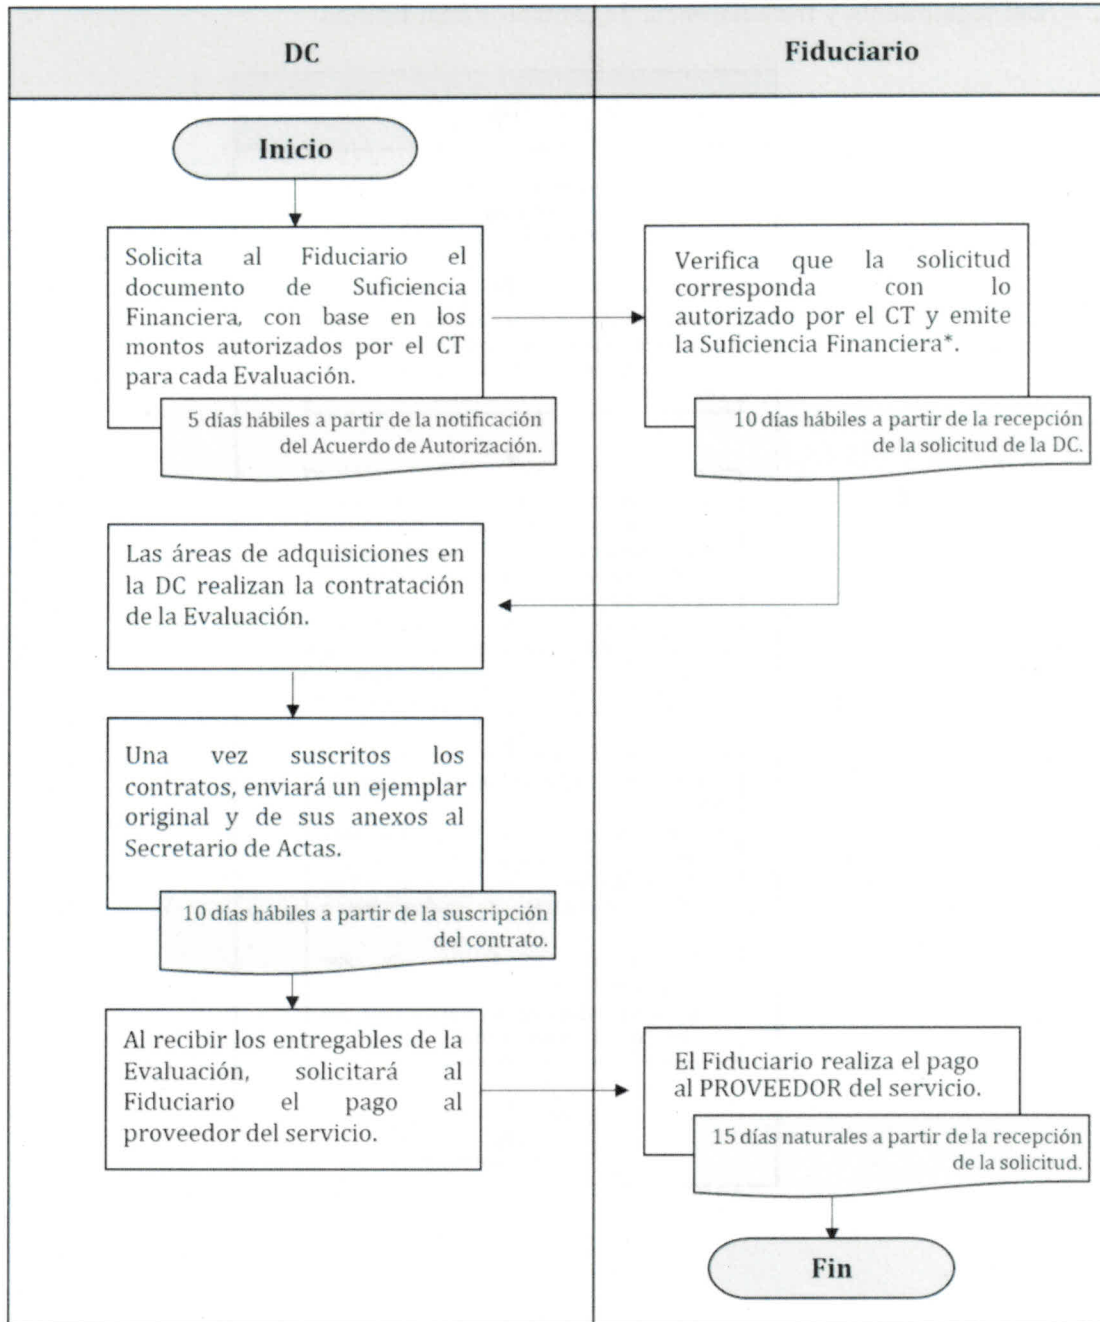 DC
Fiduciario
Inicio
Solicita al Fiduciario el
documento de Suficiencia
Financiera, con base en los
montos autorizados por el CT
para cada Evaluación.
5 días hábiles a partir de la notificación
del Acuerdo de Autorización.
Verifica que la solicitud
corresponda con lo
autorizado por el CT y emite
la Suficiencia Financiera*.
10 días hábiles a partir de la recepción
de la solicitud de la DC.
Las áreas de adquisiciones en
la DC realizan la contratación
de la Evaluación.
Una vez suscritos los
contratos, enviará un ejemplar
original y de sus anexos al
Secretario de Actas.
10 días hábiles a partir de la suscripción
del contrato.
Al recibir los entregables de la
Evaluación, solicitará al
Fiduciario el pago al
proveedor del servicio.
El Fiduciario realiza el pago
al PROVEEDOR del servicio.
15 días naturales a partir de la recepción
de la solicitud.
Fin